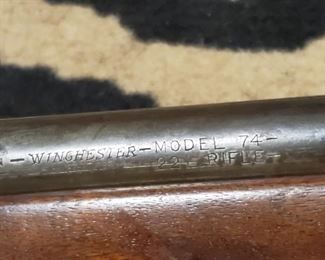 -WINCHESTER-MODEL 74-
.22 - RIFLE-